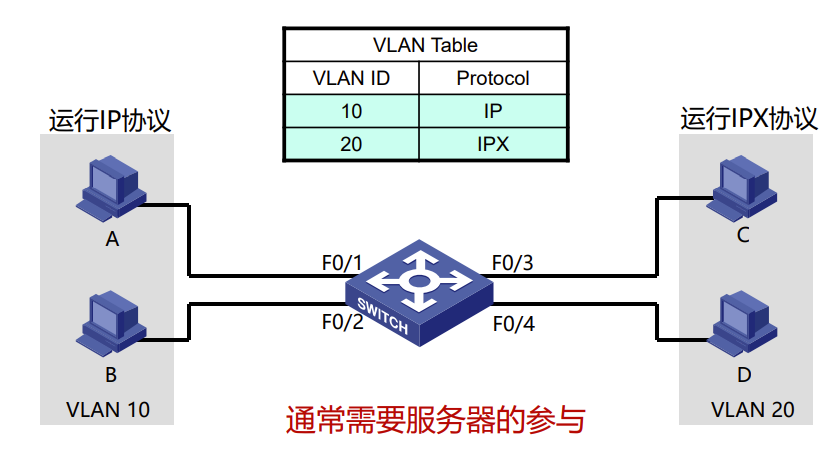 VLAN Table
VLAN ID Protocol
10 IP
20 IPX
运行IP协议
运行IPX协议
A
C
F0/1
F0/3
SWITCH
F0/2
F0/4
B
D
VLAN 10
VLAN 20
通常需要服务器的参与